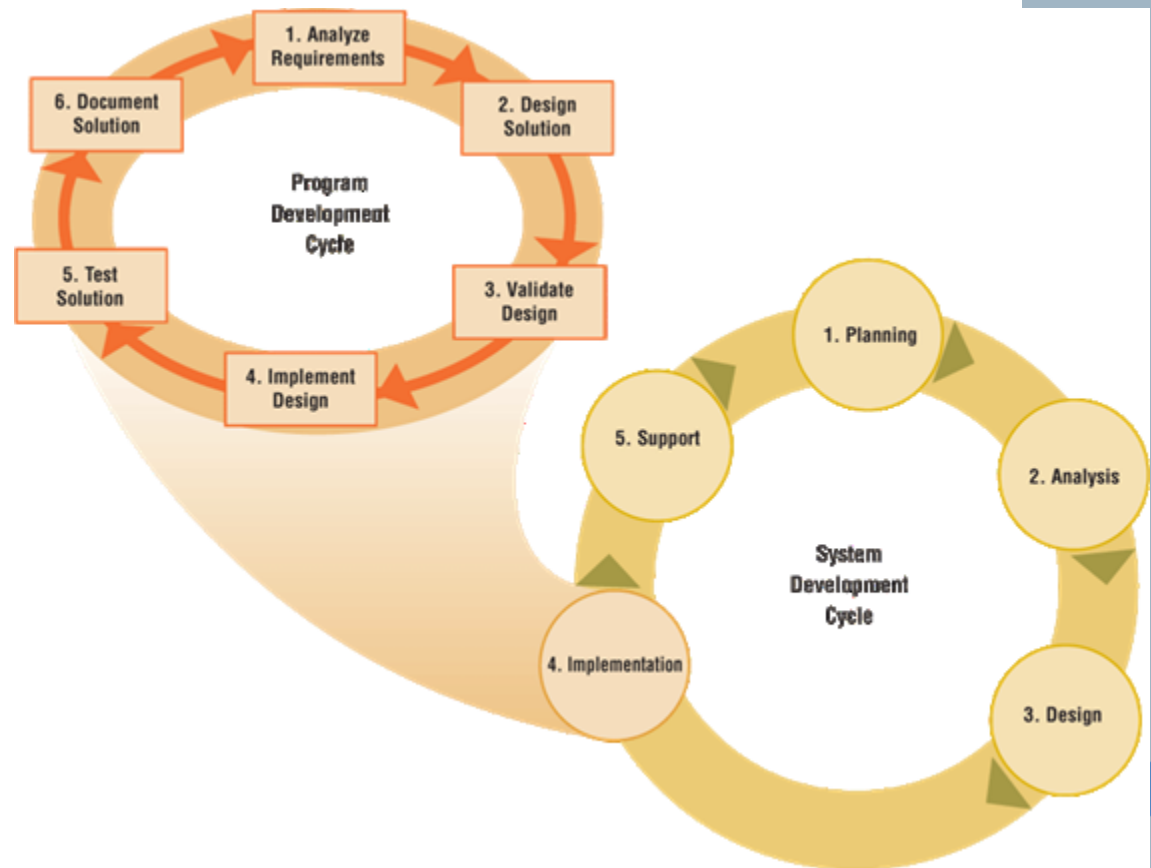 1. Analyze
Requirements
2. Design
Solution
3. Validate
Design
4. Implement
Design
5. Test
Solution
6. Document
Solution
Program
Development
Cycle
1. Planning
2. Analysis
3. Design
4. Implementation
5. Support
System
Development
Cycle